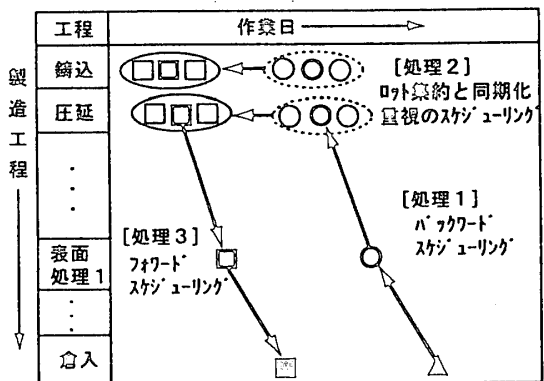 工程
作業日
製造工程
鋳込
圧延
・
・
・
表面
処理1
・
・
倉入
[処理2]
ロット集約と同期化
重視のスケジューリング
[処理1]
バックワード
スケジューリング
[処理3]
フォワード
スケジューリング